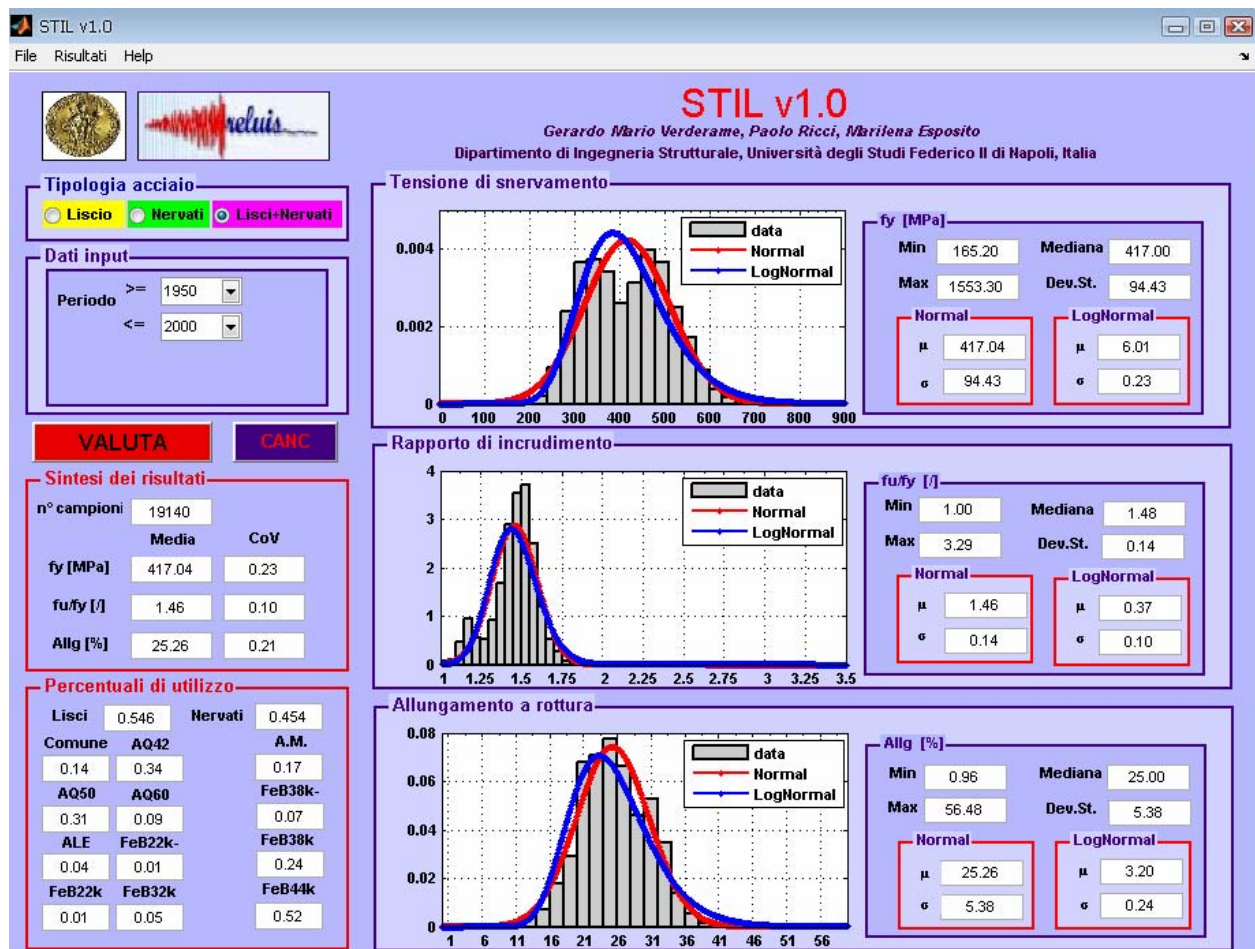 STIL v1.0
File Risultati Help
reluis
STIL v1.0
Gerardo Mario Verderame, Paolo Ricci, Marilena Esposito
Dipartimento di Ingegneria Strutturale, Università degli Studi Federico II di Napoli, Italia
Tipologia acciaio
Liscio Nervati Lisci+Nervati
Dati input
Periodo >= 1950
<= 2000
VALUTA CANC
Sintesi dei risultati
n° campioni 19140
Media CoV
fy [MPa] 417.04 0.23
fu/fy [/] 1.46 0.10
Allg [%] 25.26 0.21
Percentuali di utilizzo
Lisci 0.546 Nervati 0.454
Comune AQ42 A.M.
0.14 0.34 0.17
AQ50 AQ60 FeB38k-
0.31 0.09 0.07
ALE FeB22k- FeB38k
0.04 0.01 0.24
FeB22k FeB32k FeB44k
0.01 0.05 0.52
Tensione di snervamento
data
Normal
LogNormal
0.004
0.002
0
0 100 200 300 400 500 600 700 800 900
fy [MPa]
Min 165.20 Mediana 417.00
Max 1553.30 Dev.St. 94.43
Normal LogNormal
μ 417.04 μ 6.01
σ 94.43 σ 0.23
Rapporto di incrudimento
data
Normal
LogNormal
4
3
2
1
0
1 1.25 1.5 1.75 2 2.25 2.5 2.75 3 3.25 3.5
fu/fy [/]
Min 1.00 Mediana 1.48
Max 3.29 Dev.St. 0.14
Normal LogNormal
μ 1.46 μ 0.37
σ 0.14 σ 0.10
Allungamento a rottura
data
Normal
LogNormal
0.08
0.06
0.04
0.02
0
1 6 11 16 21 26 31 36 41 46 51 56
Allg [%]
Min 0.96 Mediana 25.00
Max 56.48 Dev.St. 5.38
Normal LogNormal
μ 25.26 μ 3.20
σ 5.38 σ 0.24